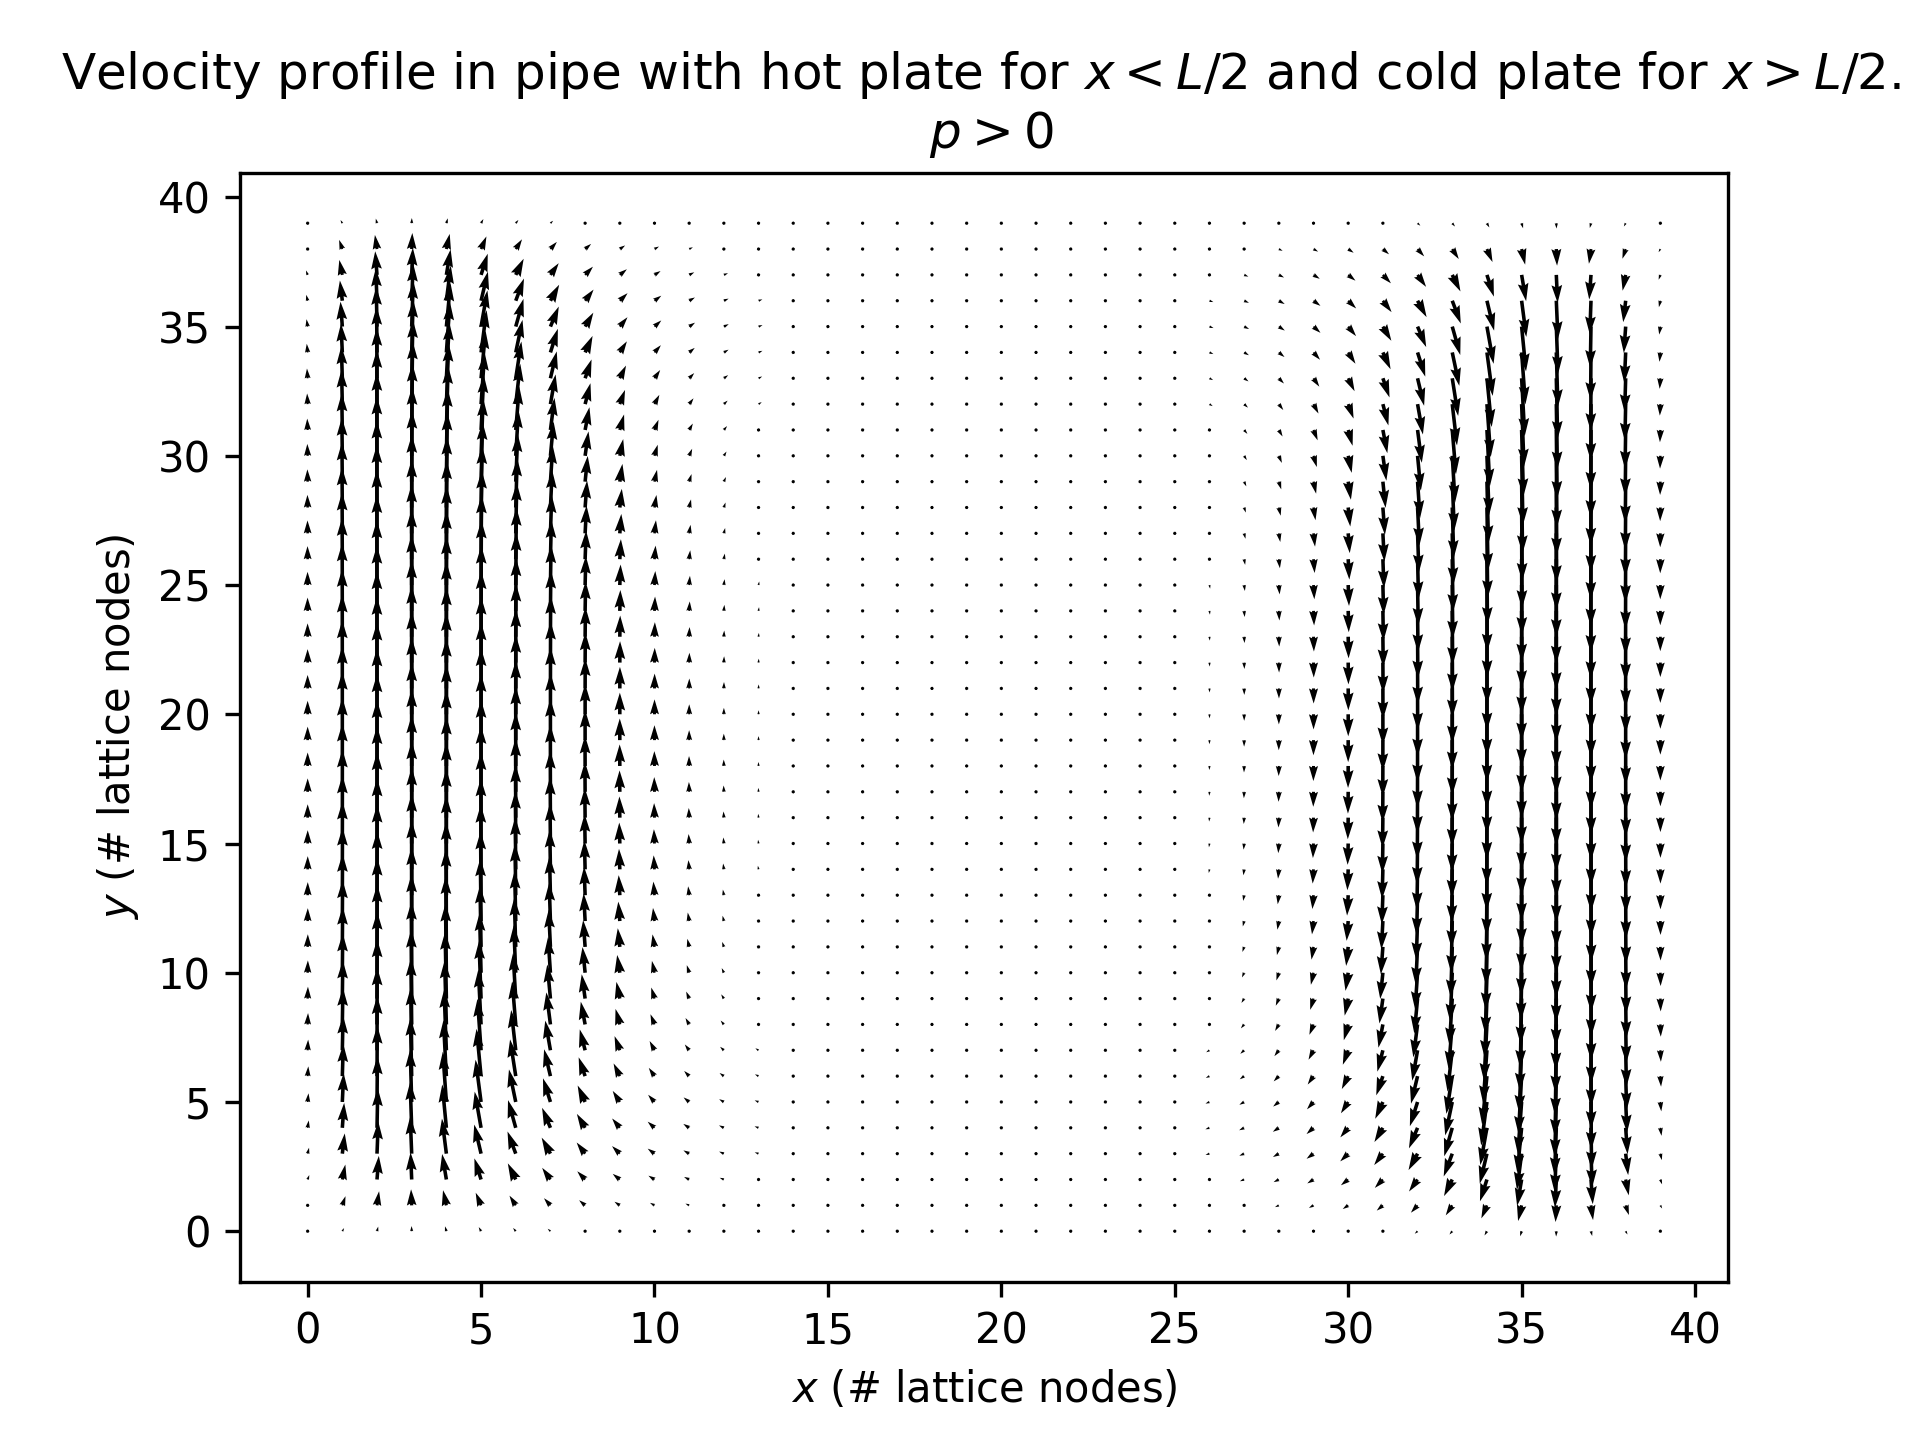 Velocity profile in pipe with hot plate for x < L/2 and cold plate for x > L/2.
p > 0
40
35
30
25
20
15
10
5
0
y (# lattice nodes)
0 5 10 15 20 25 30 35 40
x (# lattice nodes)